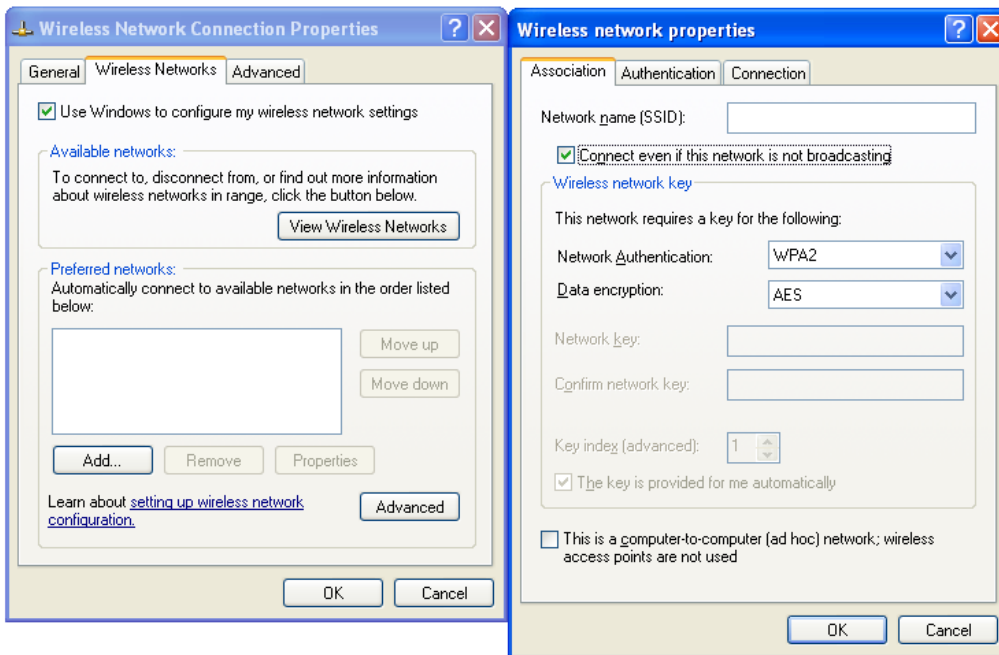 Wireless Network Connection Properties
General
Wireless Networks
Advanced
Use Windows to configure my wireless network settings
Available networks:
To connect to, disconnect from, or find out more information
about wireless networks in range, click the button below.
View Wireless Networks
Preferred networks:
Automatically connect to available networks in the order listed
below:
Move up
Move down
Add...
Remove
Properties
Learn about setting up wireless network
configuration.
Advanced
OK
Cancel
Wireless network properties
Association
Authentication
Connection
Network name (SSID):
Connect even if this network is not broadcasting
Wireless network key
This network requires a key for the following:
Network Authentication:
WPA2
Data encryption:
AES
Network key:
Confirm network key:
Key index (advanced):
1
The key is provided for me automatically
This is a computer-to-computer (ad hoc) network; wireless
access points are not used
OK
Cancel